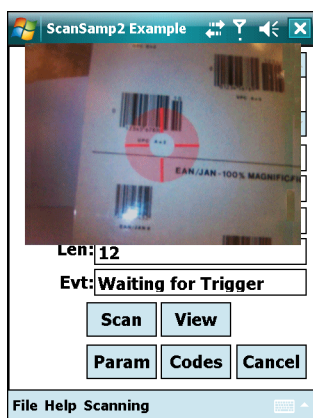 ScanSamp2 Example
EAN/JAN-100% MAGNIFIC
Len: 12
Evt: Waiting for Trigger
Scan View
Param Codes Cancel
File Help Scanning